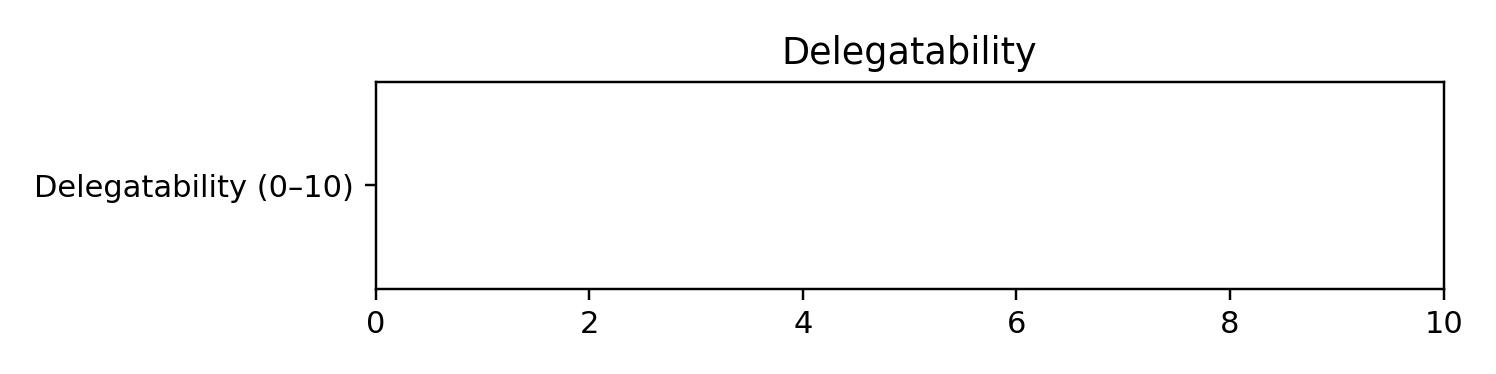 Delegatability
Delegatability (0–10)
0 2 4 6 8 10